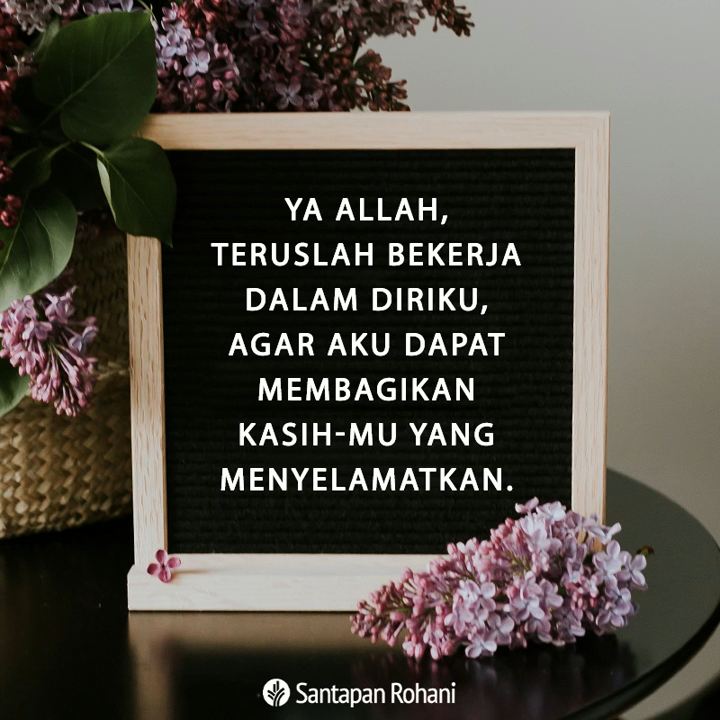 YA ALLAH,
TERUSLAH BEKERJA
DALAM DIRIKU,
AGAR AKU DAPAT
MEMBAGIKAN
KASIH-MU YANG
MENYELAMATKAN.
Santapan Rohani